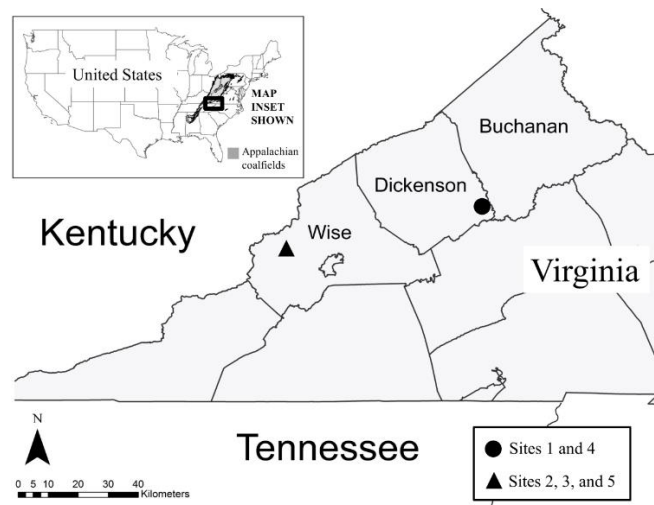 United States
MAP
INSET
SHOWN
Appalachian
coalfields
Buchanan
Dickenson
Kentucky
Wise
Virginia
N
Tennessee
Sites 1 and 4
Sites 2, 3, and 5
0 5 10 20 30 40
Kilometers